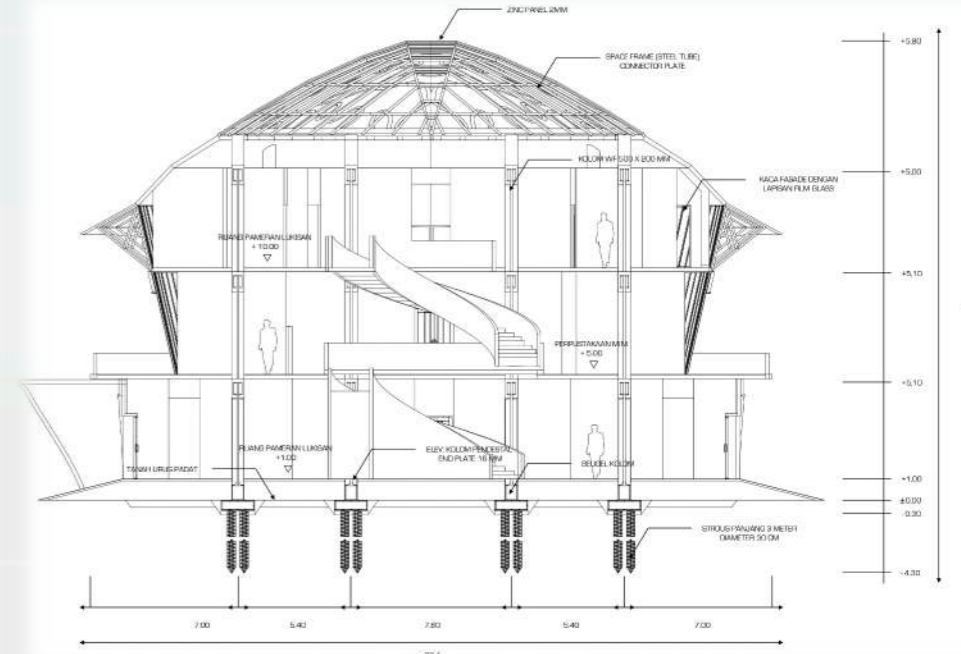 ZINC PANEL 2MM
+5.80
SPACE FRAME (STEEL TUBE)
CONNECTOR PLATE
KOLOM WF 500 X 200 MM
+5.00
KACA FASADE DENGAN
LAPISAN FILM GLASS
RUANG PAMERAN LUKISAN
+ 10.00
+5,10
PERPUSTAKAAN MINI
+ 5.00
+5,10
RUANG PAMERAN LUKISAN
+1.00
ELEV. KOLOM PENDESTAL
END PLATE 16 MM
TANAH URUG PADAT
BEUGEL KOLOM
+1.00
±0.00
-0.30
STROUS PANJANG 3 METER
DIAMETER 30 CM
-4.30
7.00
5.40
7.80
5.40
7.00